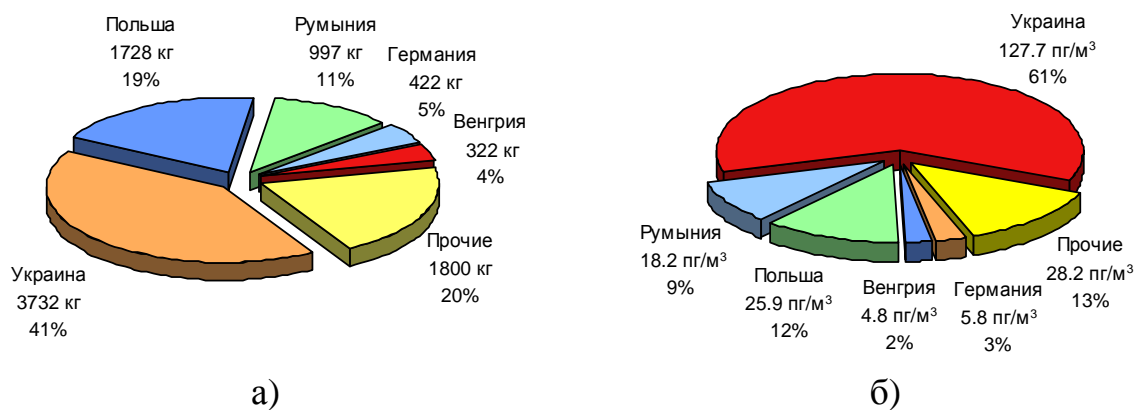 Польша
1728 кг
19%
Румыния
997 кг
11%
Германия
422 кг
5%
Венгрия
322 кг
4%
Прочие
1800 кг
20%
Украина
3732 кг
41%
а)
Украина
127.7 пг/м³
61%
Румыния
18.2 пг/м³
9%
Польша
25.9 пг/м³
12%
Венгрия
4.8 пг/м³
2%
Германия
5.8 пг/м³
3%
Прочие
28.2 пг/м³
13%
б)